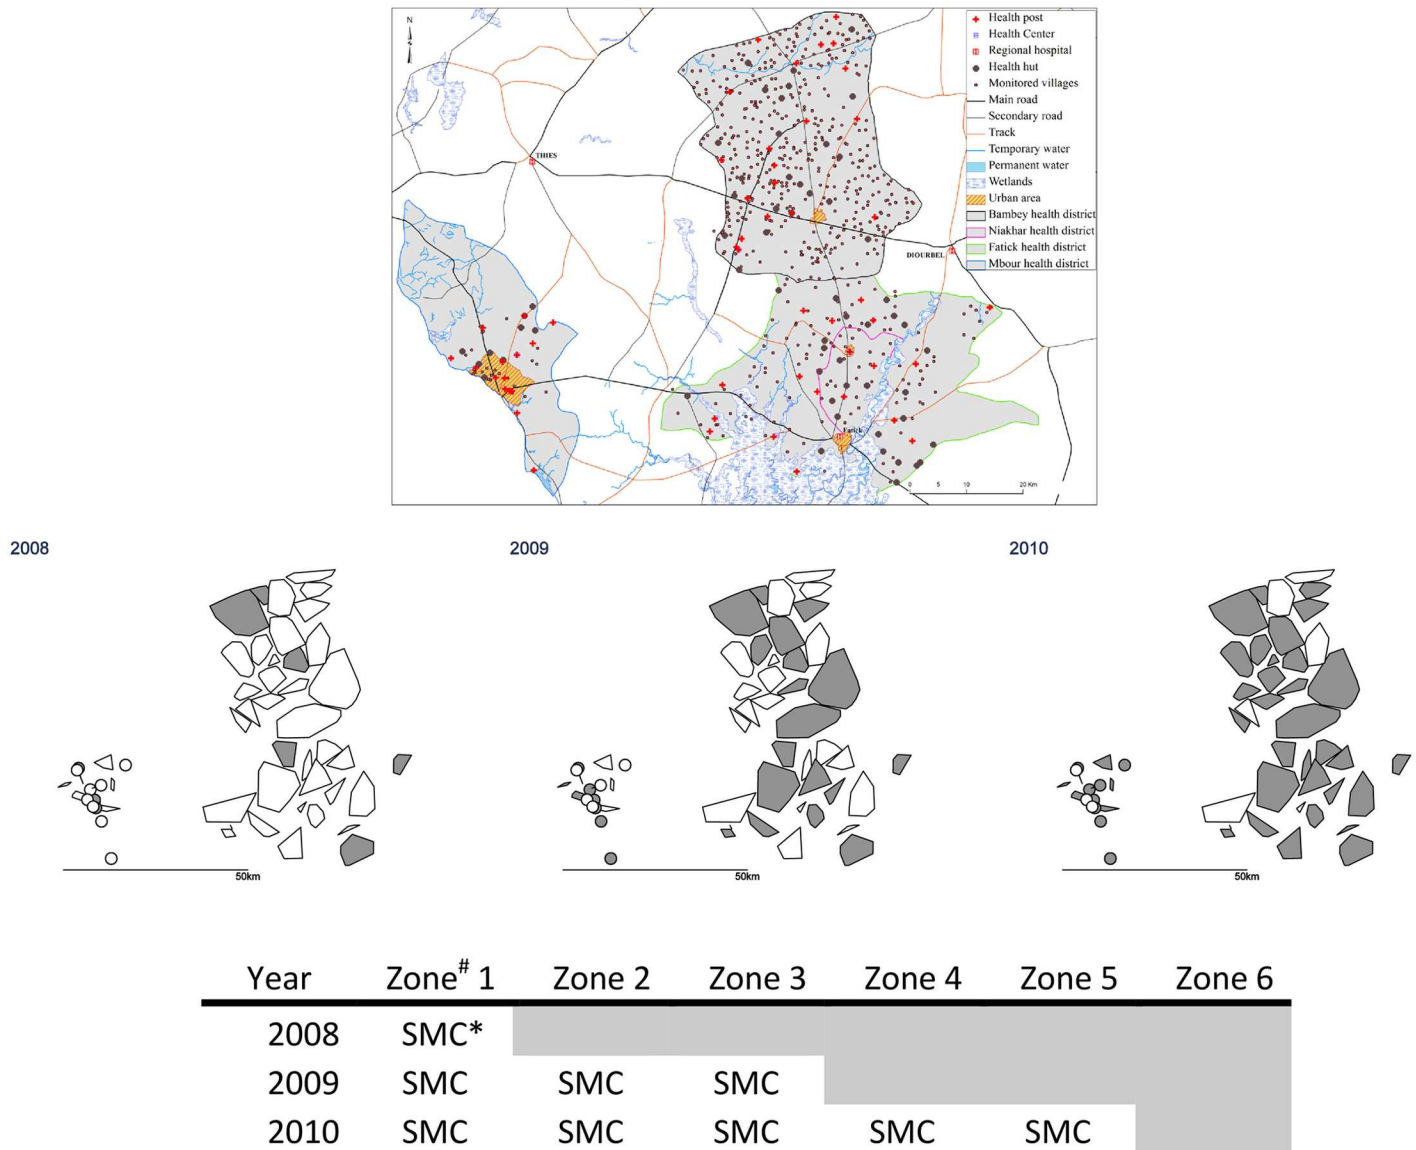 N
THIES
DIOURBEL
Fatick
0 5 10 20 Km
Health post
Health Center
Regional hospital
Health hut
Monitored villages
Main road
Secondary road
Track
Temporary water
Permanent water
Wetlands
Urban area
Bambey health district
Niakhar health district
Fatick health district
Mbour health district
2008 2009 2010
50km 50km 50km
Year Zone# 1 Zone 2 Zone 3 Zone 4 Zone 5 Zone 6
2008 SMC*
2009 SMC SMC SMC
2010 SMC SMC SMC SMC SMC